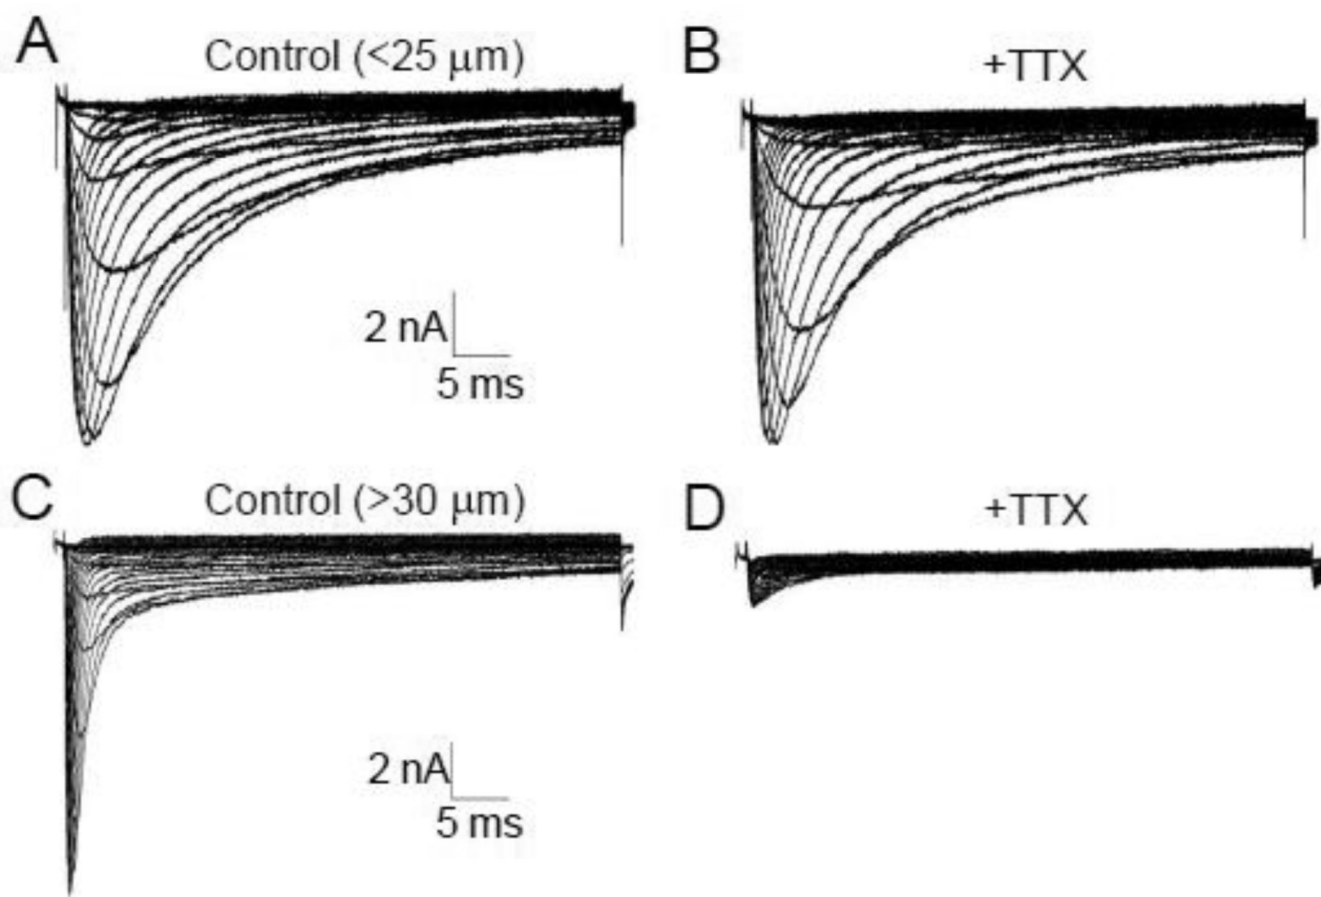 A
Control (<25 μm)
B
+TTX
2 nA
5 ms
C
Control (>30 μm)
D
+TTX
2 nA
5 ms